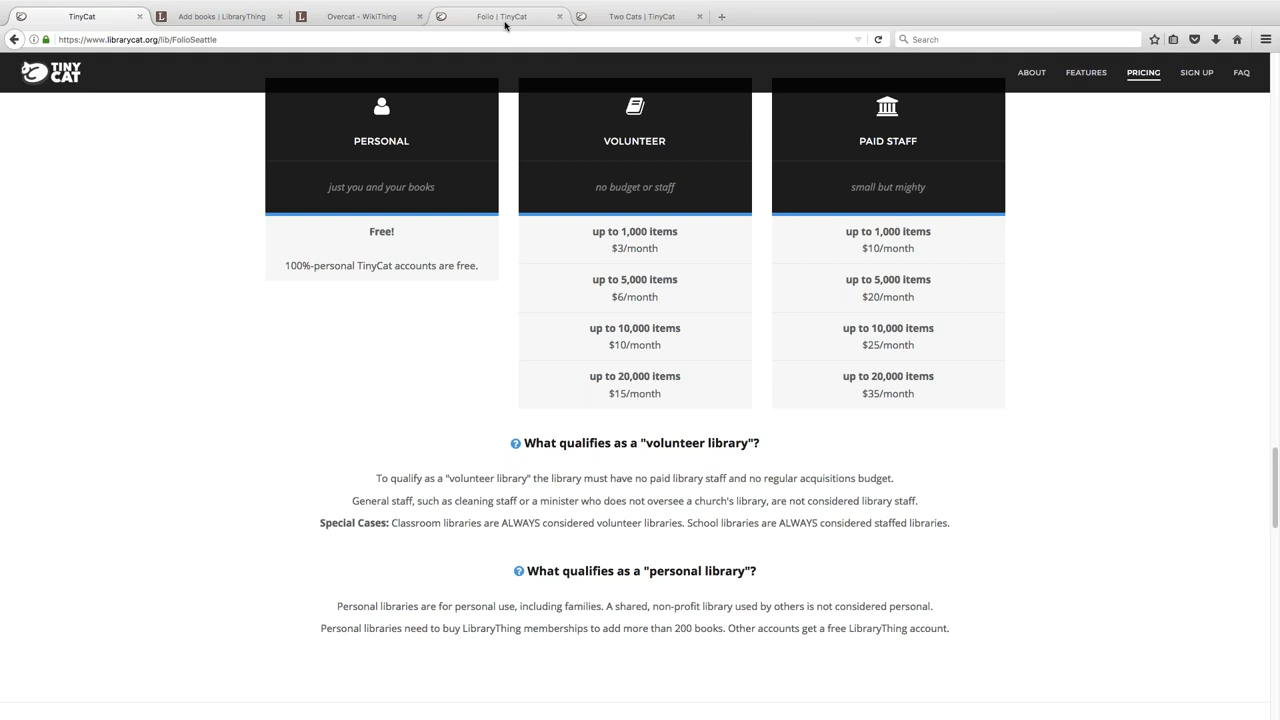 TinyCat
Add books | LibraryThing
Overcat - WikiThing
Folio | TinyCat
Two Cats | TinyCat
https://www.librarycat.org/lib/FolioSeattle
Search
TINY CAT
ABOUT
FEATURES
PRICING
SIGN UP
FAQ
PERSONAL
just you and your books
Free!
100%-personal TinyCat accounts are free.
VOLUNTEER
no budget or staff
up to 1,000 items
$3/month
up to 5,000 items
$6/month
up to 10,000 items
$10/month
up to 20,000 items
$15/month
PAID STAFF
small but mighty
up to 1,000 items
$10/month
up to 5,000 items
$20/month
up to 10,000 items
$25/month
up to 20,000 items
$35/month
What qualifies as a "volunteer library"?
To qualify as a "volunteer library" the library must have no paid library staff and no regular acquisitions budget.
General staff, such as cleaning staff or a minister who does not oversee a church's library, are not considered library staff.
Special Cases: Classroom libraries are ALWAYS considered volunteer libraries. School libraries are ALWAYS considered staffed libraries.
What qualifies as a "personal library"?
Personal libraries are for personal use, including families. A shared, non-profit library used by others is not considered personal.
Personal libraries need to buy LibraryThing memberships to add more than 200 books. Other accounts get a free LibraryThing account.